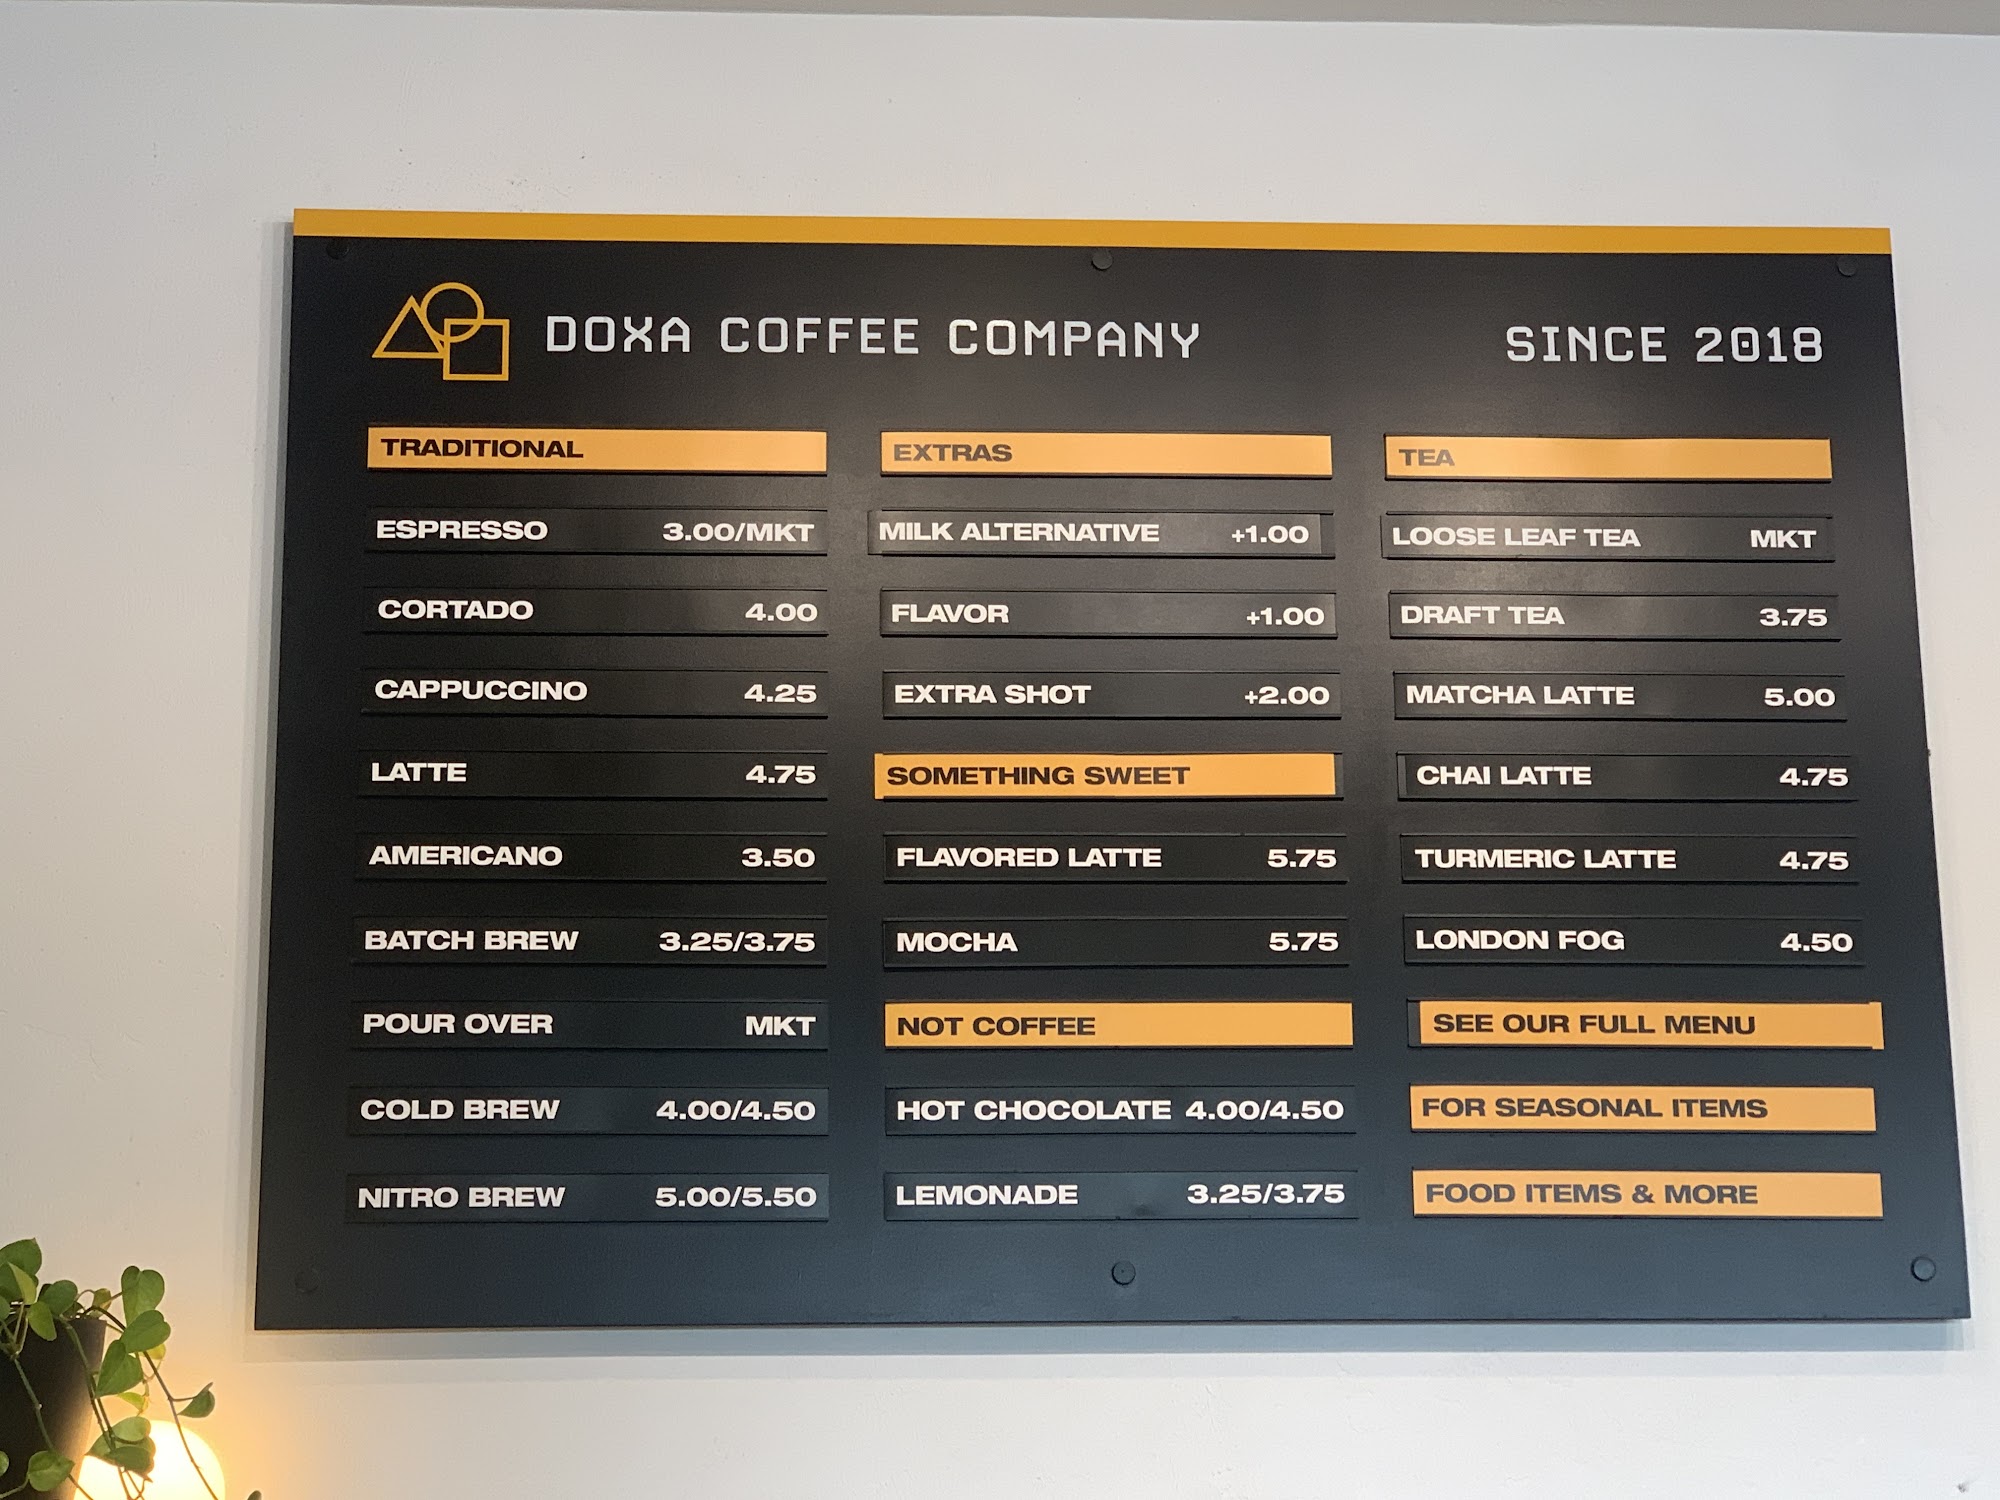 DOXA COFFEE COMPANY
SINCE 2018
TRADITIONAL
ESPRESSO 3.00/MKT
CORTADO 4.00
CAPPUCCINO 4.25
LATTE 4.75
AMERICANO 3.50
BATCH BREW 3.25/3.75
POUR OVER MKT
COLD BREW 4.00/4.50
NITRO BREW 5.00/5.50
EXTRAS
MILK ALTERNATIVE +1.00
FLAVOR +1.00
EXTRA SHOT +2.00
SOMETHING SWEET
FLAVORED LATTE 5.75
MOCHA 5.75
NOT COFFEE
HOT CHOCOLATE 4.00/4.50
LEMONADE 3.25/3.75
TEA
LOOSE LEAF TEA MKT
DRAFT TEA 3.75
MATCHA LATTE 5.00
CHAI LATTE 4.75
TURMERIC LATTE 4.75
LONDON FOG 4.50
SEE OUR FULL MENU
FOR SEASONAL ITEMS
FOOD ITEMS & MORE